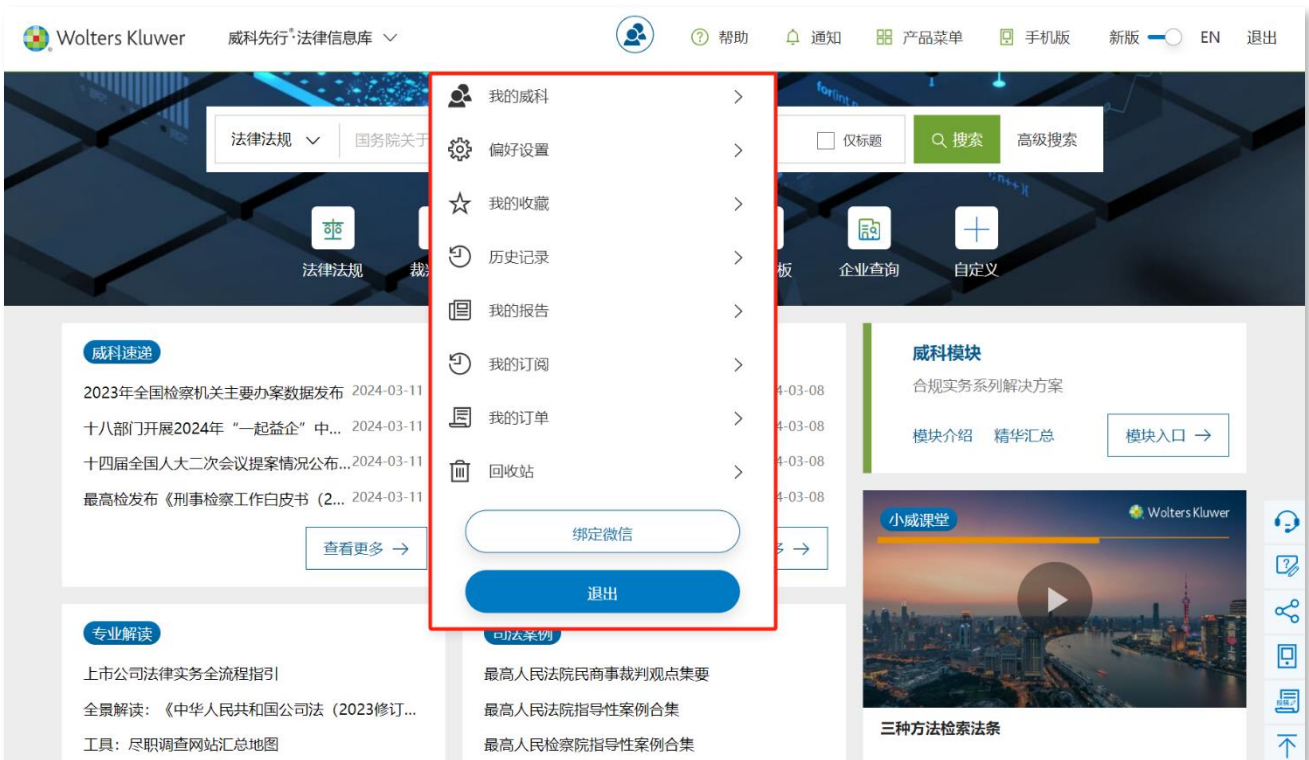 Wolters Kluwer 威科先行®法律信息库
帮助 通知 产品菜单 手机版 新版 EN 退出
法律法规 国务院关于 仅标题 搜索 高级搜索
法律法规 板 企业查询 自定义
我的威科
偏好设置
我的收藏
历史记录
我的报告
我的订阅
我的订单
回收站
绑定微信
退出
威科速递
2023年全国检察机关主要办案数据发布 2024-03-11
十八部门开展2024年“一起益企”中... 2024-03-11
十四届全国人大二次会议提案情况公布... 2024-03-11
最高检发布《刑事检察工作白皮书（2... 2024-03-11
查看更多 →
4-03-08
4-03-08
4-03-08
4-03-08
多 →
威科模块
合规实务系列解决方案
模块介绍 精华汇总 模块入口 →
小威课堂 Wolters Kluwer
三种方法检索法条
专业解读
上市公司法律实务全流程指引
全景解读：《中华人民共和国公司法（2023修订...
工具：尽职调查网站汇总地图
司法案例
最高人民法院民商事裁判观点集要
最高人民法院指导性案例合集
最高人民检察院指导性案例合集